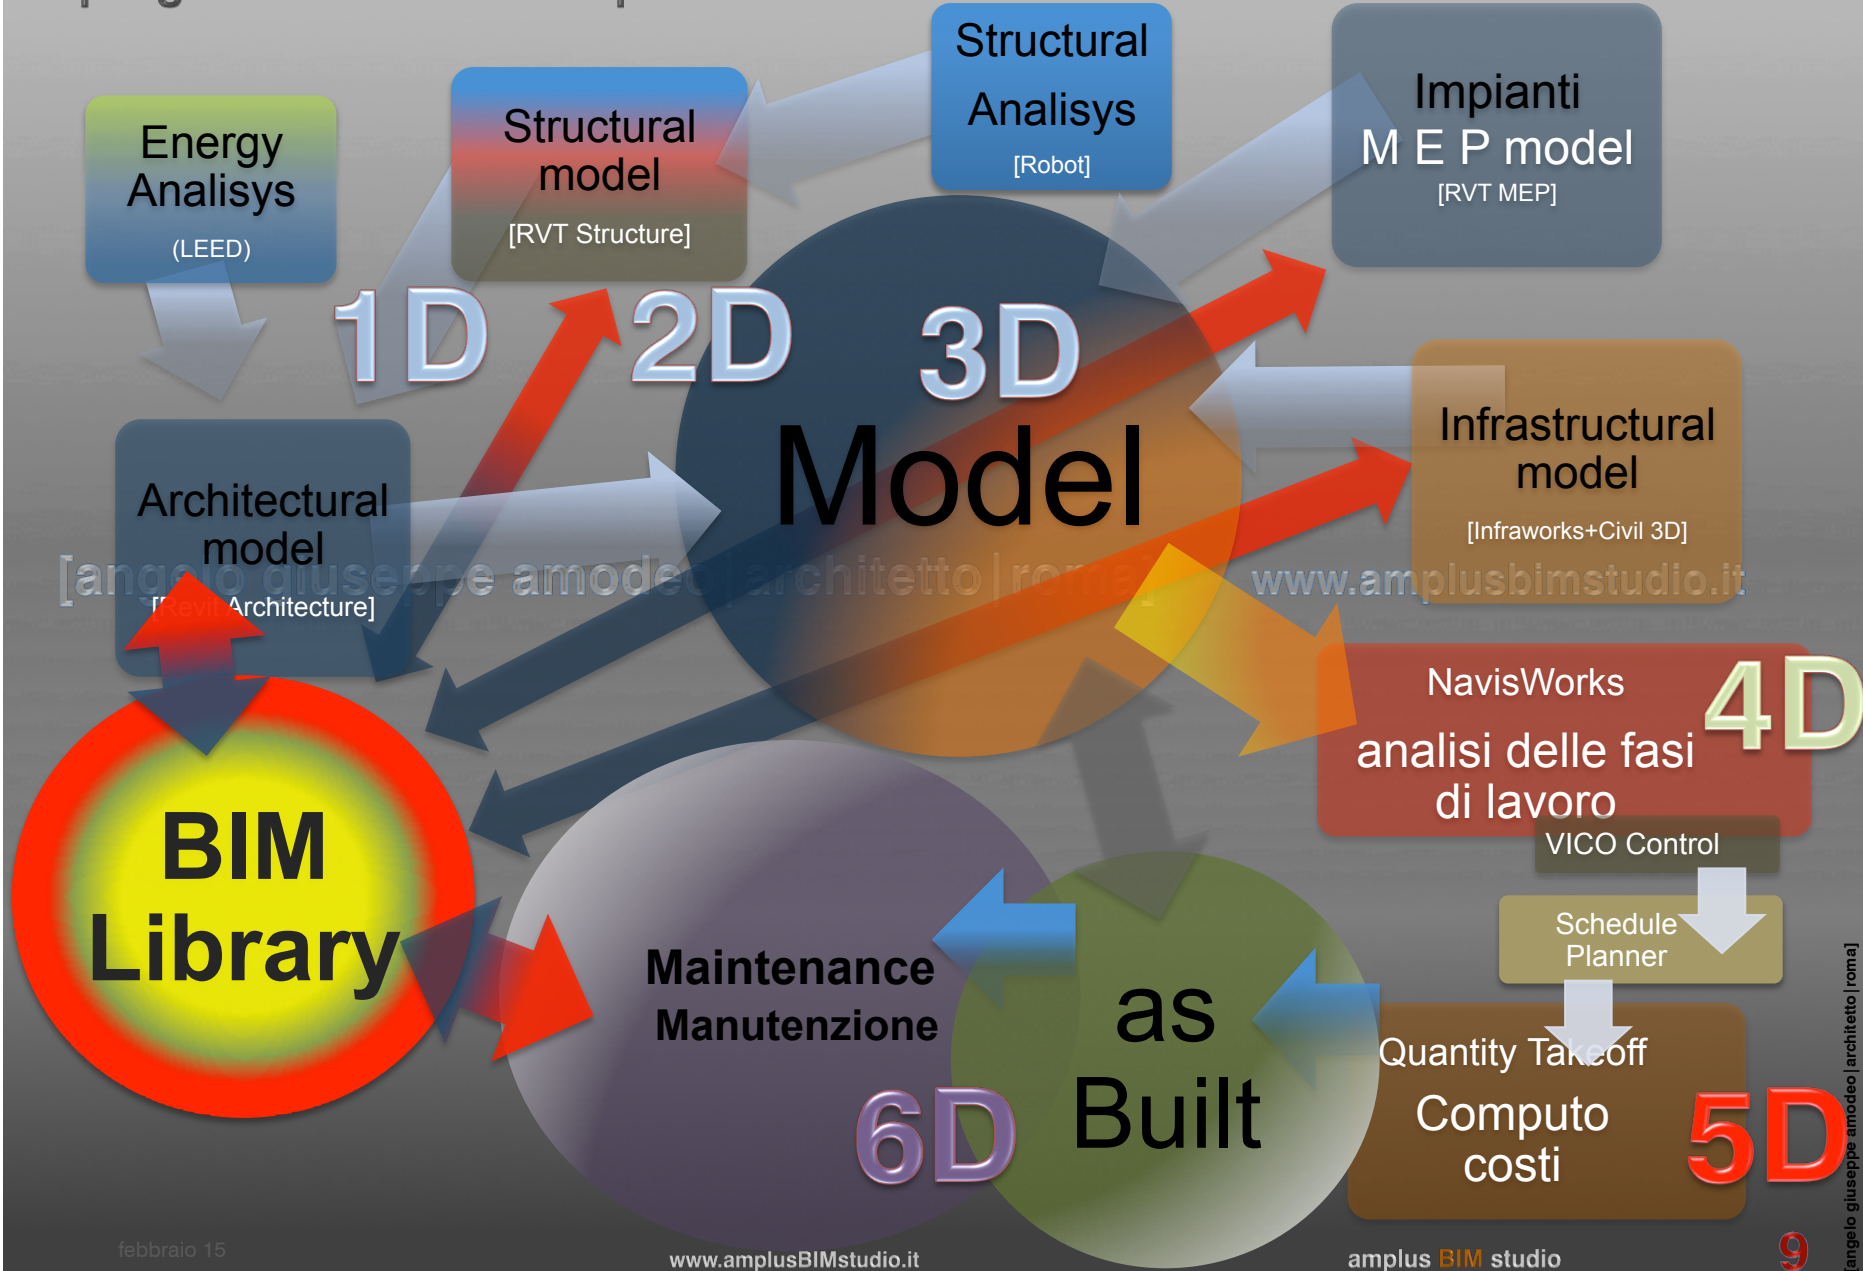 Energy
Analisys
(LEED)
Structural
model
[RVT Structure]
Structural
Analisys
[Robot]
Impianti
M E P model
[RVT MEP]
1D
2D
3D
Model
Architectural
model
[Revit Architecture]
Infrastructural
model
[Infraworks+Civil 3D]
[angelo giuseppe amodeo|architetto|roma]
www.amplusbimstudio.it
NavisWorks
4D
analisi delle fasi
di lavoro
VICO Control
Schedule
Planner
BIM
Library
Maintenance
Manutenzione
6D
as
Built
Quantity Takeoff
Computo
costi
5D
[angelo giuseppe amodeo|architetto|roma]
febbraio 15
www.amplusBIMstudio.it
amplus BIM studio
9